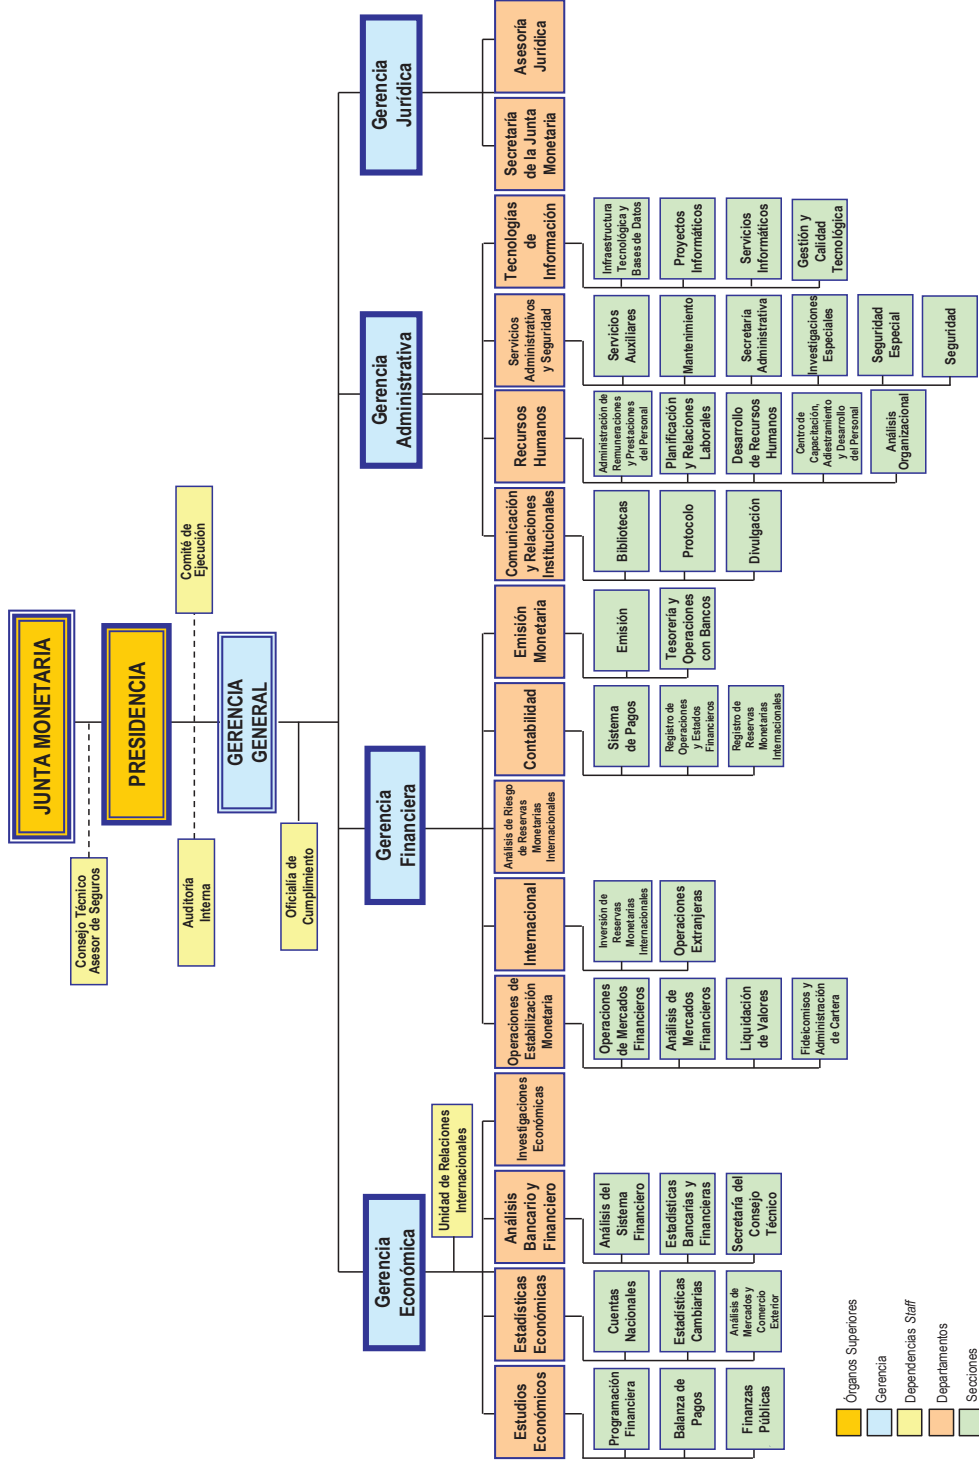 JUNTA MONETARIA
Consejo Técnico
Asesor de Seguros
PRESIDENCIA
Comité de
Ejecución
Auditoría
Interna
GERENCIA
GENERAL
Oficialia de
Cumplimiento
Gerencia
Económica
Gerencia
Financiera
Gerencia
Administrativa
Gerencia
Jurídica
Unidad de Relaciones
Internacionales
Estudios
Económicos
Estadísticas
Económicas
Análisis
Bancario y
Financiero
Investigaciones
Económicas
Operaciones de
Estabilización
Monetaria
Internacional
Análisis de Riesgo
de Reservas
Monetarias
Internacionales
Contabilidad
Emisión
Monetaria
Comunicación
y Relaciones
Institucionales
Recursos
Humanos
Servicios
Administrativos
y Seguridad
Tecnologías
de
Información
Secretaría
de la Junta
Monetaria
Asesoría
Jurídica
Programación
Financiera
Balanza de
Pagos
Finanzas
Públicas
Cuentas
Nacionales
Estadísticas
Cambiarias
Análisis de
Mercados y
Comercio
Exterior
Análisis del
Sistema
Financiero
Estadísticas
Bancarias y
Financieras
Secretaría del
Consejo
Técnico
Operaciones
de Mercados
Financieros
Análisis de
Mercados
Financieros
Liquidación
de Valores
Fideicomisos y
Administración
de Cartera
Inversión de
Reservas
Monetarias
Internacionales
Operaciones
Extranjeras
Sistema
de Pagos
Registro de
Operaciones
y Estados
Financieros
Registro de
Reservas
Monetarias
Internacionales
Emisión
Tesorería y
Operaciones
con Bancos
Bibliotecas
Protocolo
Divulgación
Administración de
Remuneraciones
y Prestaciones
del Personal
Planificación
y Relaciones
Laborales
Desarrollo
de Recursos
Humanos
Centro de
Capacitación,
Adiestramiento
y Desarrollo
del Personal
Análisis
Organizacional
Servicios
Auxiliares
Mantenimiento
Secretaría
Administrativa
Investigaciones
Especiales
Seguridad
Especial
Seguridad
Infraestructura
Tecnológica y
Bases de Datos
Proyectos
Informáticos
Servicios
Informáticos
Gestión y
Calidad
Tecnológica
Órganos Superiores
Gerencia
Dependencias Staff
Departamentos
Secciones